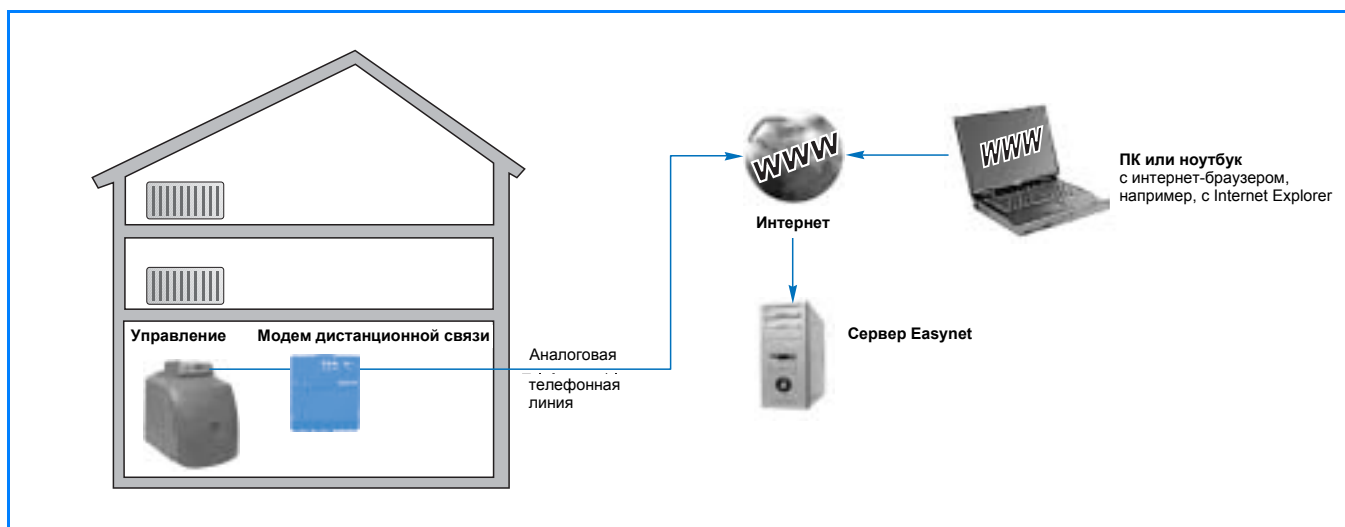 Управление
Модем дистанционной связи
Аналоговая
телефонная
линия
www
Интернет
Сервер Easynet
www
ПК или ноутбук
с интернет-браузером,
например, с Internet Explorer